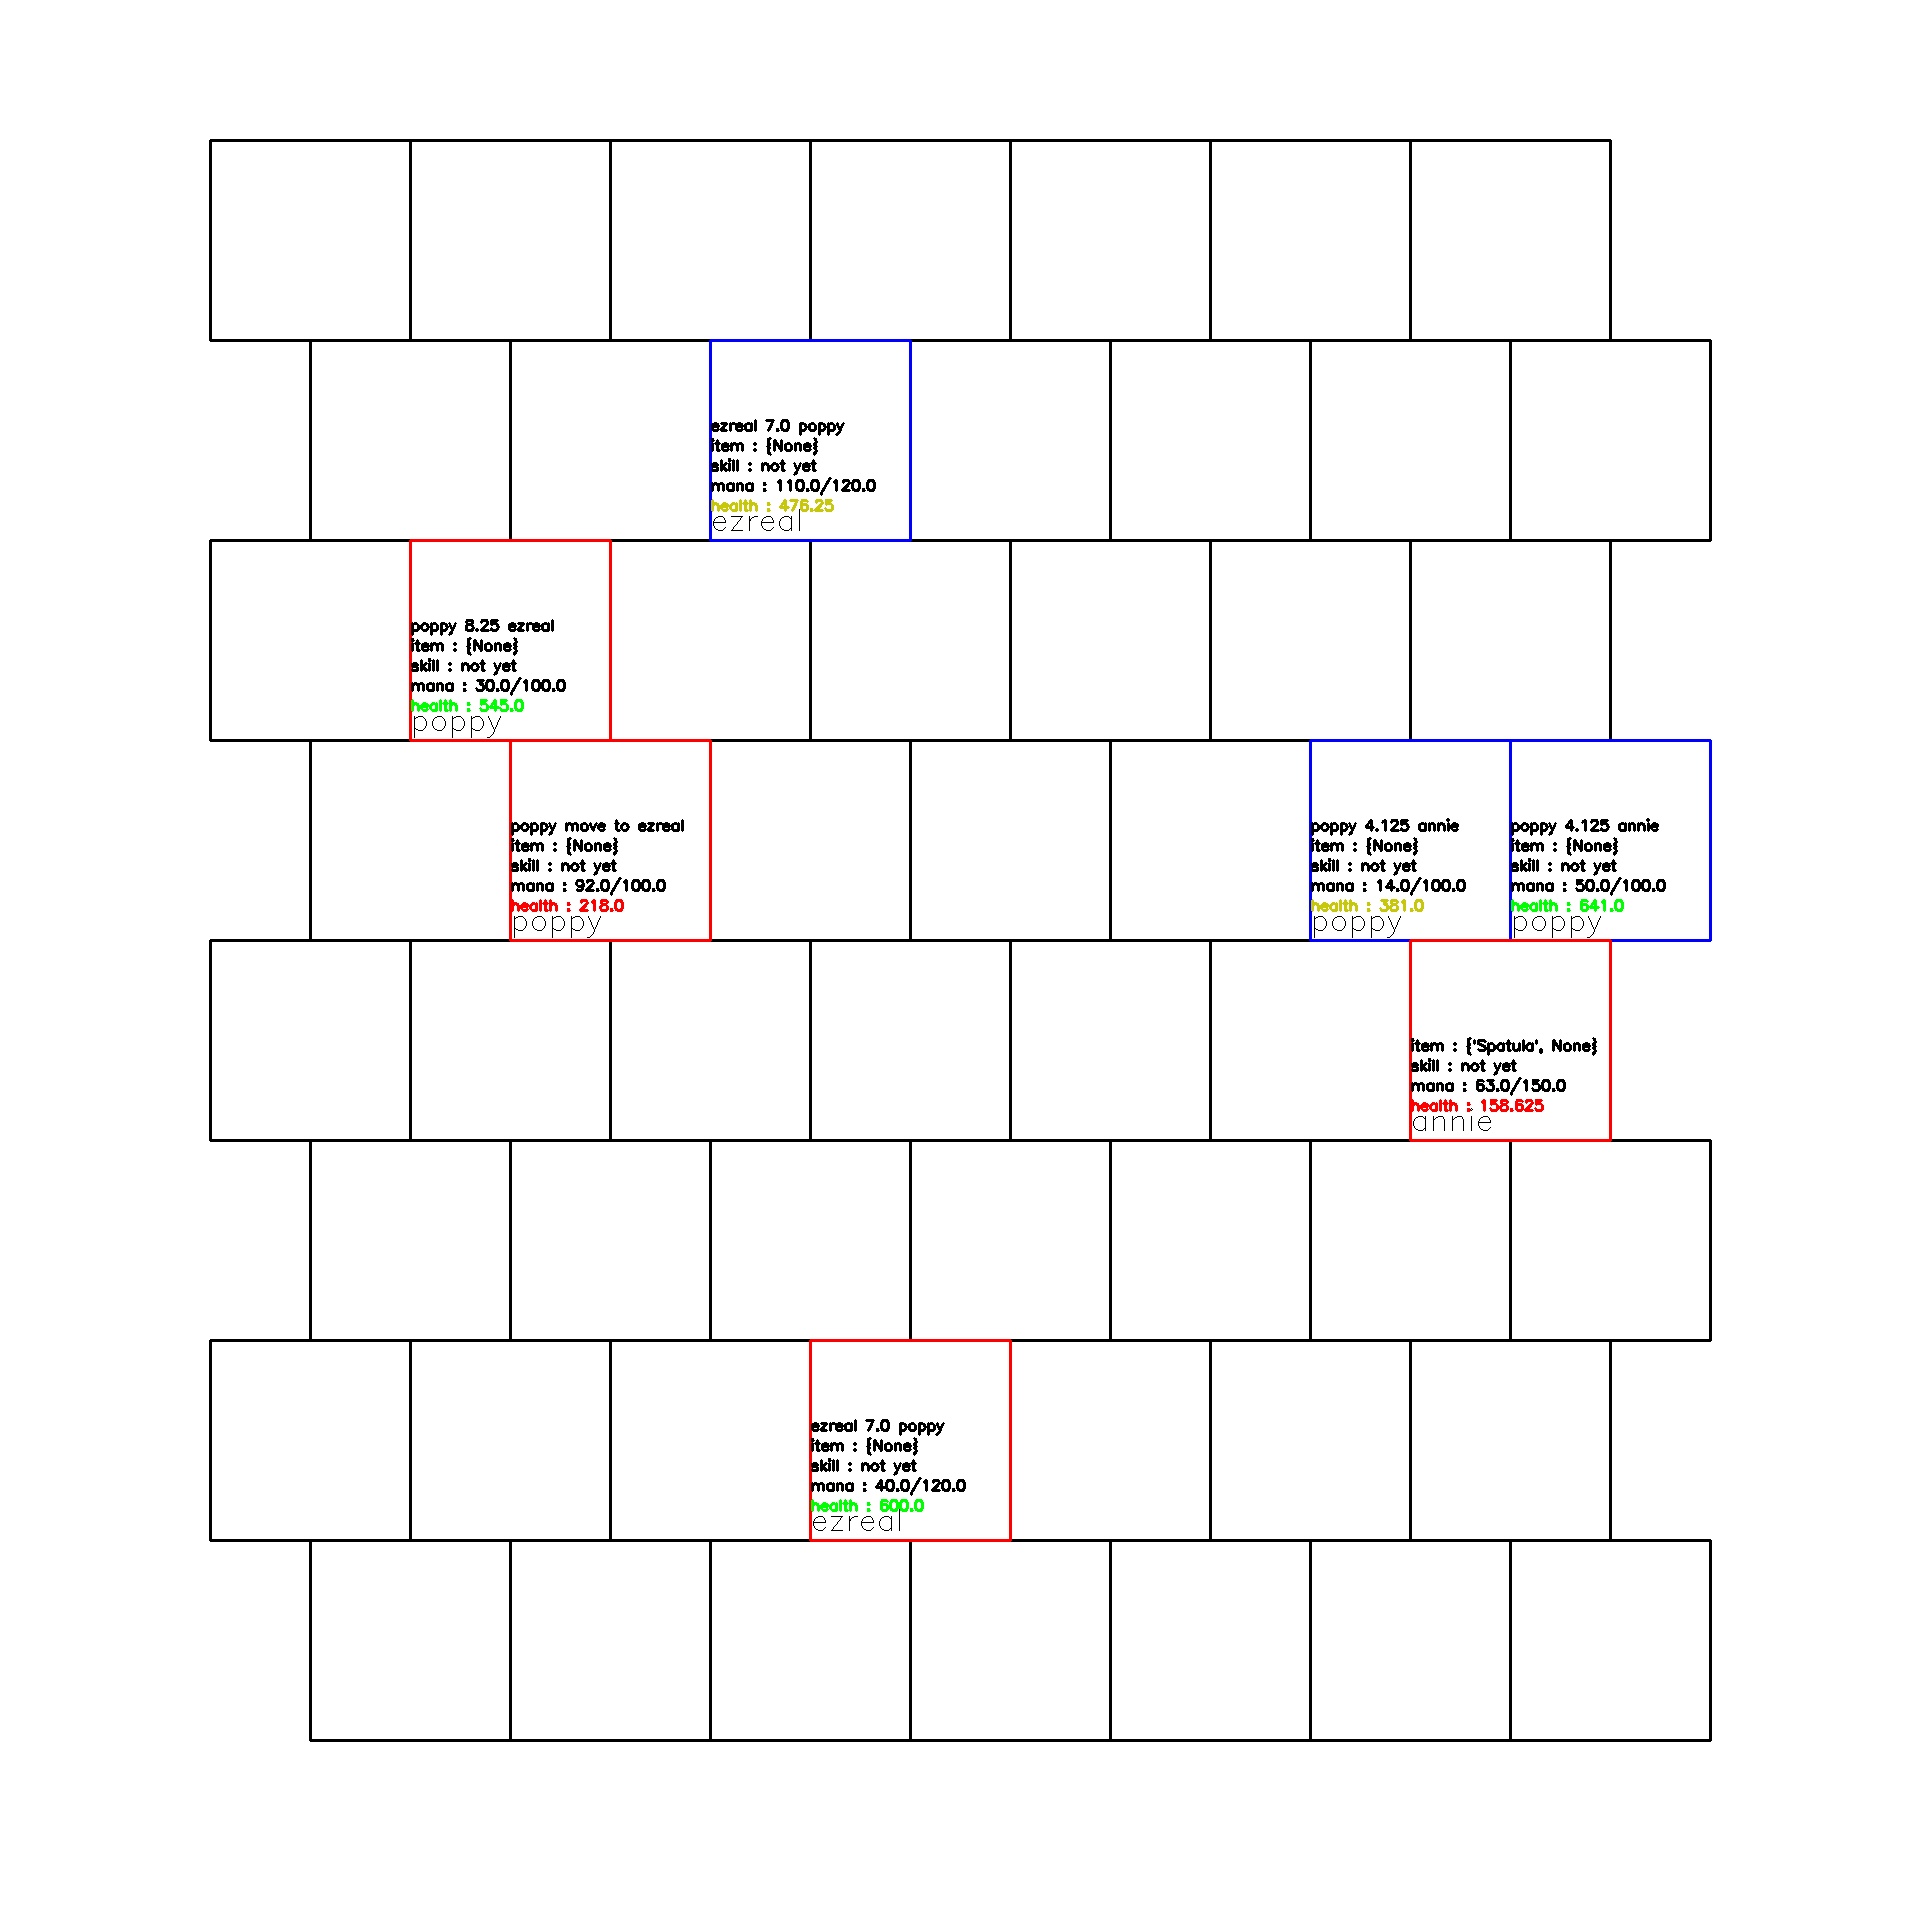 ezreal 7.0 poppy
item : {None}
skill : not yet
mana : 110.0/120.0
health : 476.25
ezreal
poppy 8.25 ezreal
item : {None}
skill : not yet
mana : 30.0/100.0
health : 545.0
poppy
poppy move to ezreal
item : {None}
skill : not yet
mana : 92.0/100.0
health : 218.0
poppy
poppy 4.125 annie
item : {None}
skill : not yet
mana : 14.0/100.0
health : 381.0
poppy
poppy 4.125 annie
item : {None}
skill : not yet
mana : 50.0/100.0
health : 641.0
poppy
item : {'Spatula', None}
skill : not yet
mana : 63.0/150.0
health : 158.625
annie
ezreal 7.0 poppy
item : {None}
skill : not yet
mana : 40.0/120.0
health : 600.0
ezreal